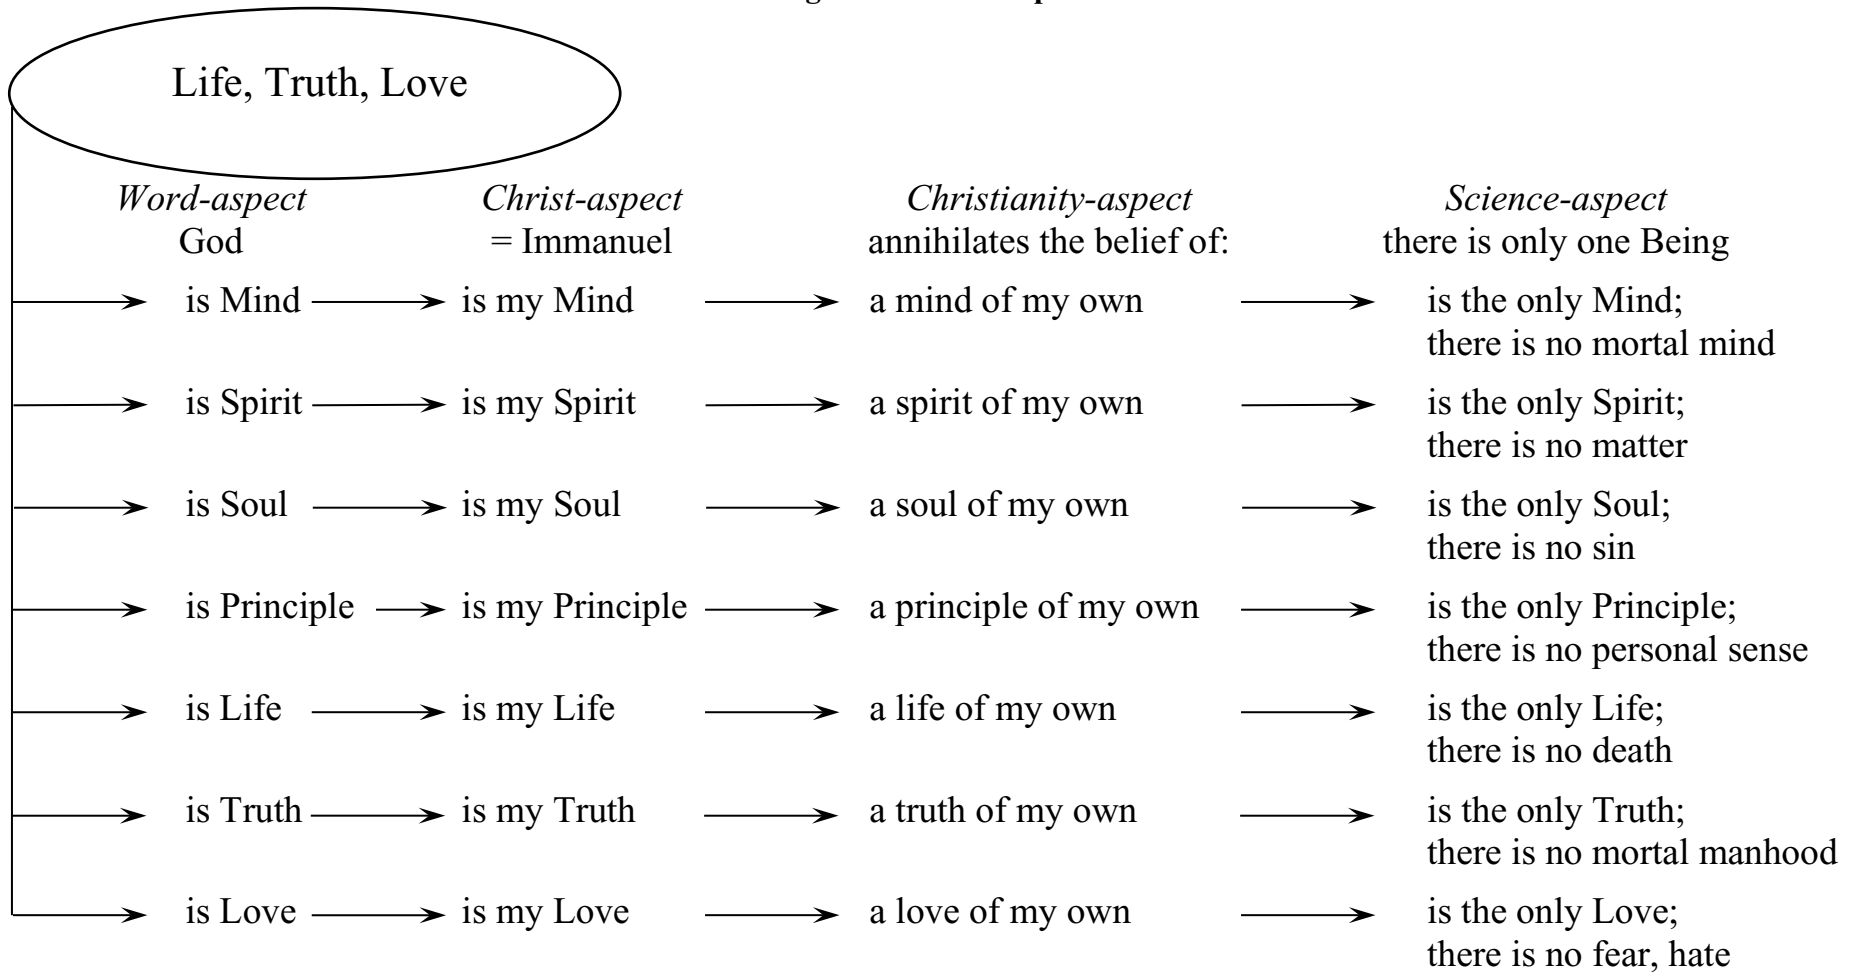 Life, Truth, Love
Word-aspect Christ-aspect Christianity-aspect Science-aspect
God = Immanuel annihilates the belief of: there is only one Being
is Mind is my Mind a mind of my own is the only Mind;
there is no mortal mind
is Spirit is my Spirit a spirit of my own is the only Spirit;
there is no matter
is Soul is my Soul a soul of my own is the only Soul;
there is no sin
is Principle is my Principle a principle of my own is the only Principle;
there is no personal sense
is Life is my Life a life of my own is the only Life;
there is no death
is Truth is my Truth a truth of my own is the only Truth;
there is no mortal manhood
is Love is my Love a love of my own is the only Love;
there is no fear, hate